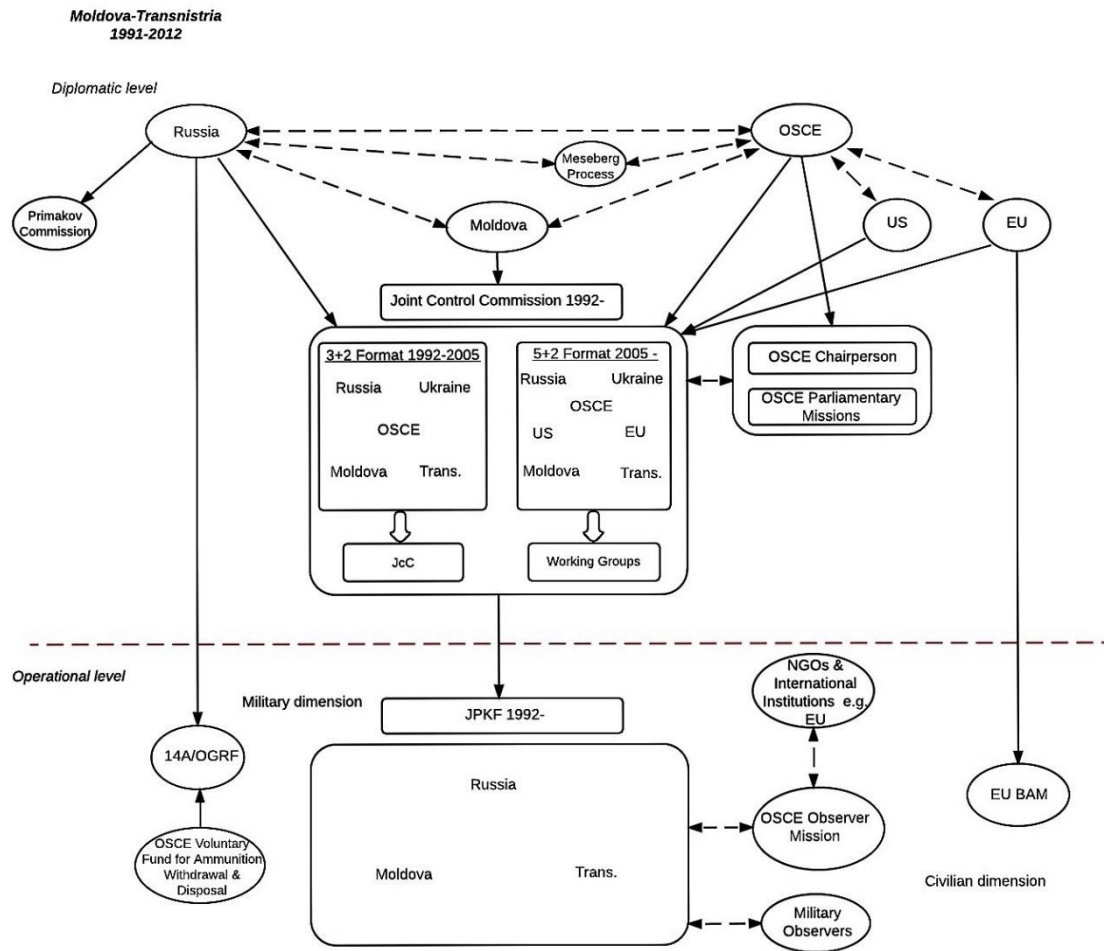 Moldova-Transnistria
1991-2012
Diplomatic level
Russia
OSCE
Meseberg
Process
Primakov
Commission
Moldova
US
EU
Joint Control Commission 1992-
3+2 Format 1992-2005
Russia Ukraine
OSCE
Moldova Trans.
JcC
5+2 Format 2005 -
Russia Ukraine
OSCE
US EU
Moldova Trans.
Working Groups
OSCE Chairperson
OSCE Parliamentary
Missions
Operational level
Military dimension
JPKF 1992-
NGOs &
International
Institutions e.g,
EU
14A/OGRF
Russia
EU BAM
OSCE Observer
Mission
OSCE Voluntary
Fund for Ammunition
Withdrawal &
Disposal
Moldova Trans.
Civilian dimension
Military
Observers